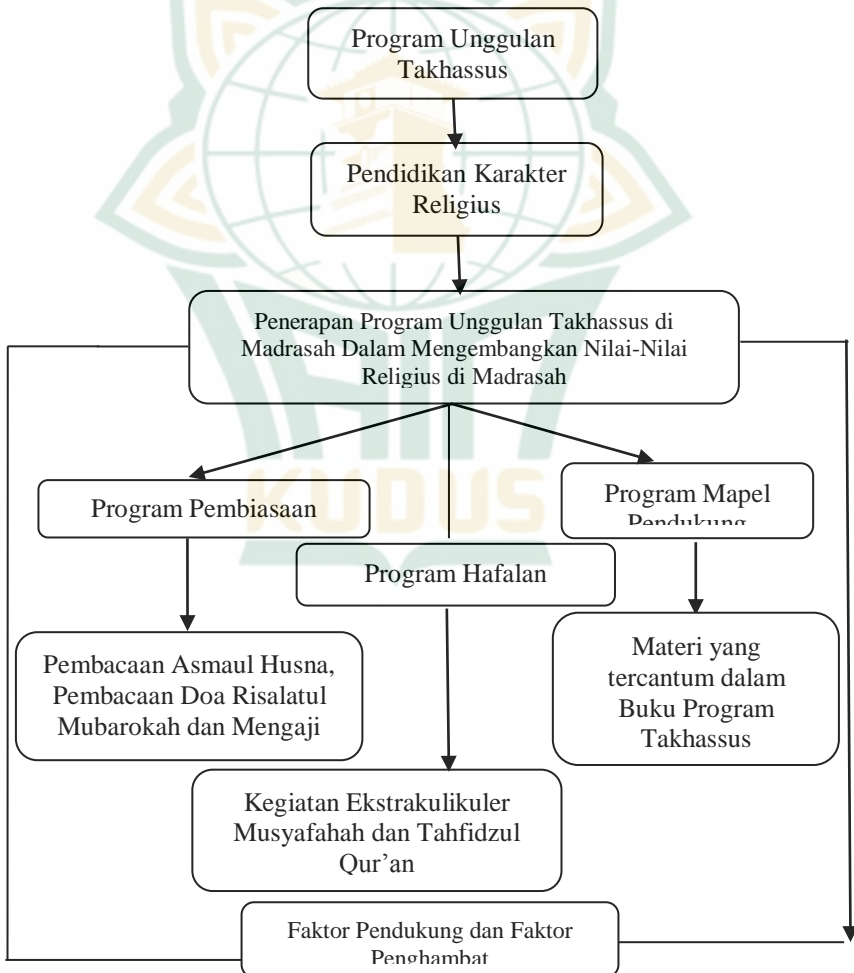 Program Unggulan
Takhassus
Pendidikan Karakter
Religius
Penerapan Program Unggulan Takhassus di
Madrasah Dalam Mengembangkan Nilai-Nilai
Religius di Madrasah
Program Pembiasaan
Program Mapel
Pendukung
Program Hafalan
Pembacaan Asmaul Husna,
Pembacaan Doa Risalatul
Mubarokah dan Mengaji
Materi yang
tercantum dalam
Buku Program
Takhassus
Kegiatan Ekstrakulikuler
Musyafahah dan Tahfidzul
Qur’an
Faktor Pendukung dan Faktor
Penghambat
KUDUS